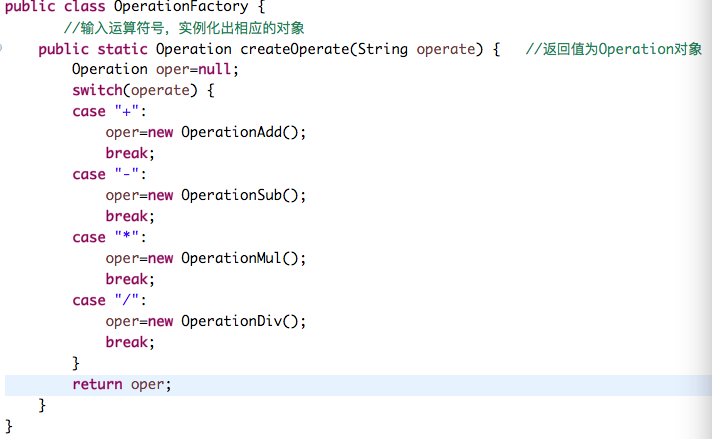 public class OperationFactory {
//输入运算符号，实例化出相应的对象
public static Operation createOperate(String operate) { //返回值为Operation对象
Operation oper=null;
switch(operate) {
case "+":
oper=new OperationAdd();
break;
case "-":
oper=new OperationSub();
break;
case "*":
oper=new OperationMul();
break;
case "/":
oper=new OperationDiv();
break;
}
return oper;
}
}